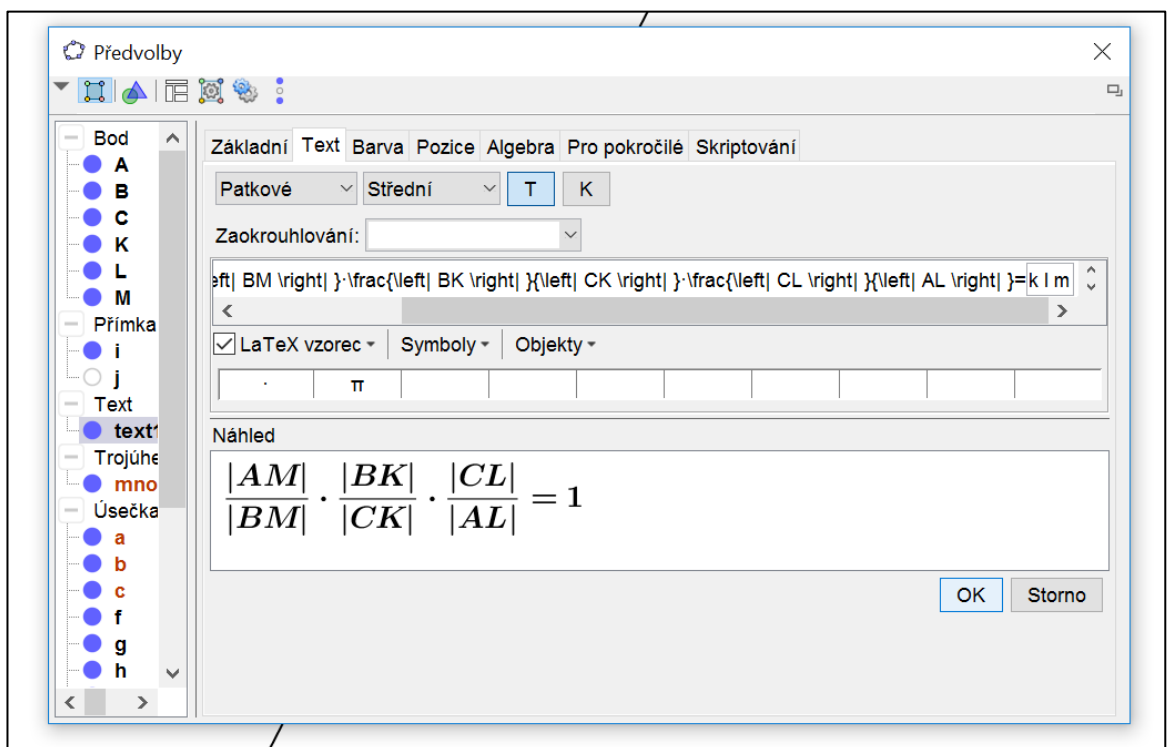 Předvolby
Bod
A
B
C
K
L
M
Přímka
i
j
Text
text1
Trojúhe
mno
Úsečka
a
b
c
f
g
h
Základní Text Barva Pozice Algebra Pro pokročilé Skriptování
Patkové Střední T K
Zaokrouhlování:
eft| BM \right| }·\frac{\left| BK \right| }{\left| CK \right| }·\frac{\left| CL \right| }{\left| AL \right| }=k l m
LaTeX vzorec Symboly Objekty
· π
Náhled
|AM|/|BM| · |BK|/|CK| · |CL|/|AL| = 1
OK Storno